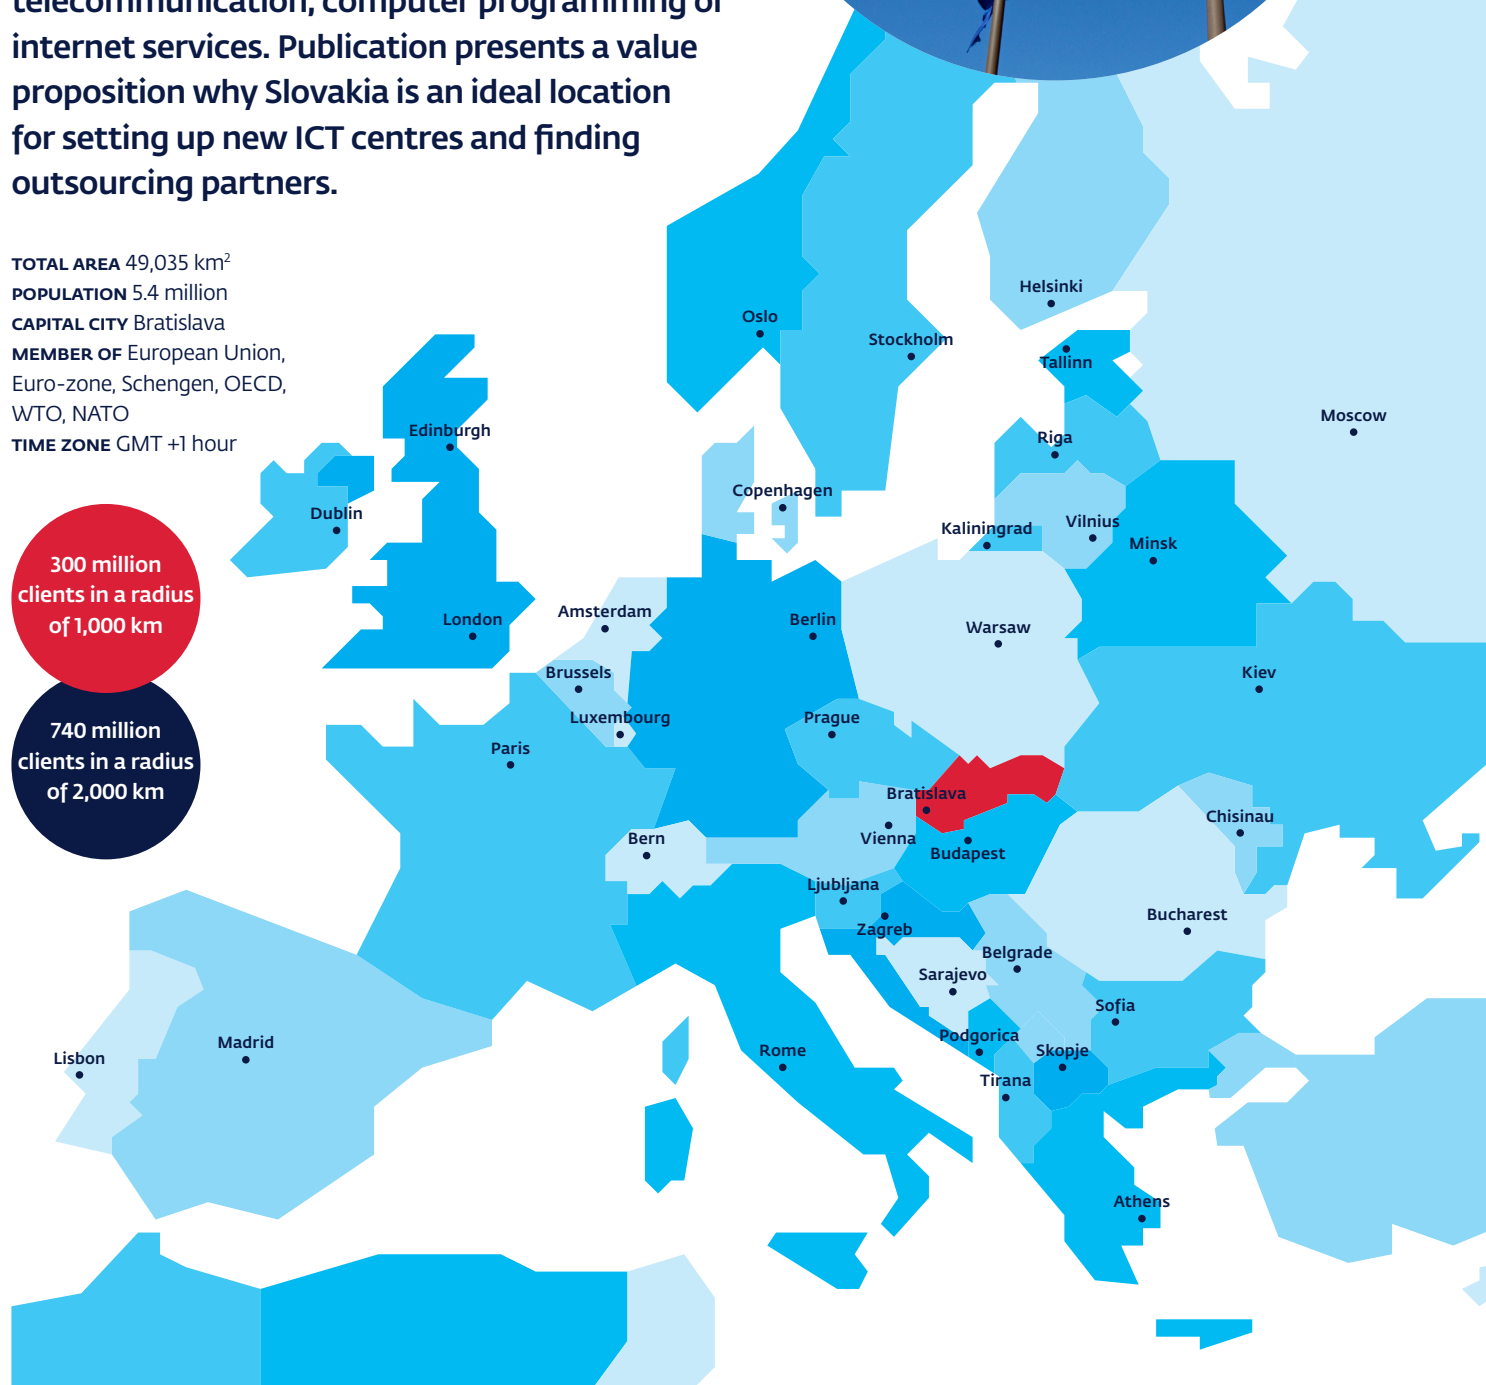 telecommunication, computer programming or
internet services. Publication presents a value
proposition why Slovakia is an ideal location
for setting up new ICT centres and finding
outsourcing partners.
TOTAL AREA 49,035 km²
POPULATION 5.4 million
CAPITAL CITY Bratislava
MEMBER OF European Union,
Euro-zone, Schengen, OECD,
WTO, NATO
TIME ZONE GMT +1 hour
300 million
clients in a radius
of 1,000 km
740 million
clients in a radius
of 2,000 km
Helsinki
Oslo
Stockholm
Tallinn
Moscow
Edinburgh
Riga
Copenhagen
Dublin
Kaliningrad
Vilnius
Minsk
Amsterdam
London
Berlin
Warsaw
Brussels
Kiev
Luxembourg
Prague
Paris
Bratislava
Chisinau
Bern
Vienna
Budapest
Ljubljana
Bucharest
Zagreb
Belgrade
Sarajevo
Sofia
Madrid
Podgorica
Lisbon
Rome
Skopje
Tirana
Athens